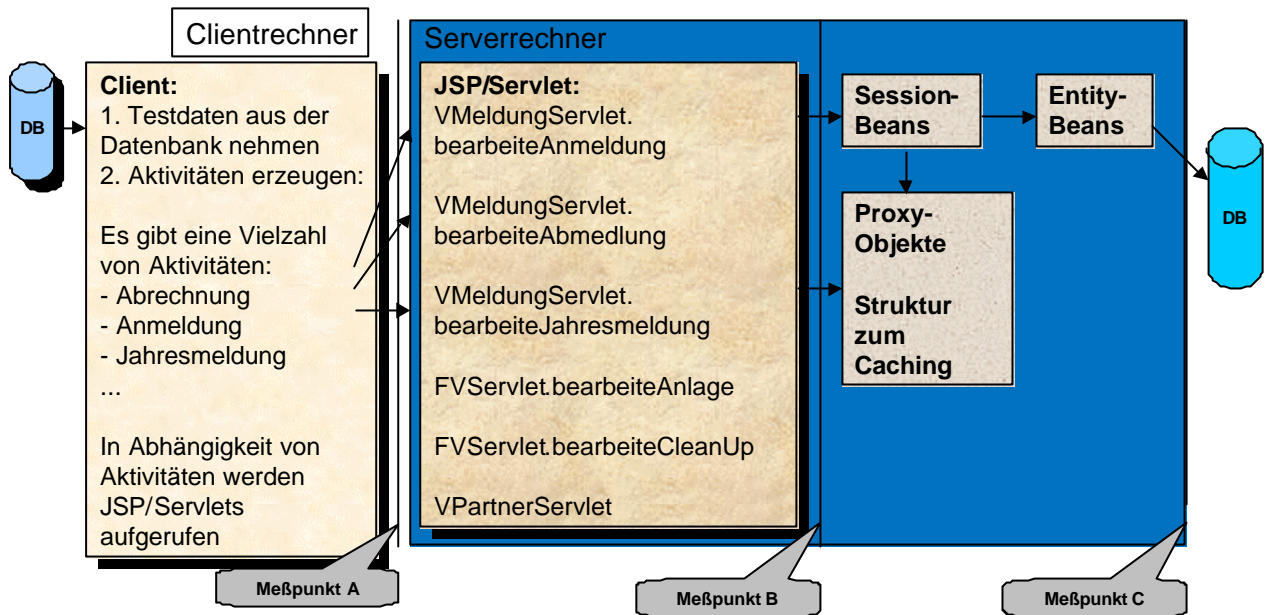 Clientrechner
Serverrechner
DB
Client:
1. Testdaten aus der
Datenbank nehmen
2. Aktivitäten erzeugen:
Es gibt eine Vielzahl
von Aktivitäten:
- Abrechnung
- Anmeldung
- Jahresmeldung
...
In Abhängigkeit von
Aktivitäten werden
JSP/Servlets
aufgerufen
JSP/Servlet:
VMeldungServlet.
bearbeiteAnmeldung
VMeldungServlet.
bearbeiteAbmedlung
VMeldungServlet.
bearbeiteJahresmeldung
FVServlet.bearbeiteAnlage
FVServlet.bearbeiteCleanUp
VPartnerServlet
Session-
Beans
Entity-
Beans
Proxy-
Objekte
Struktur
zum
Caching
DB
Meßpunkt A
Meßpunkt B
Meßpunkt C